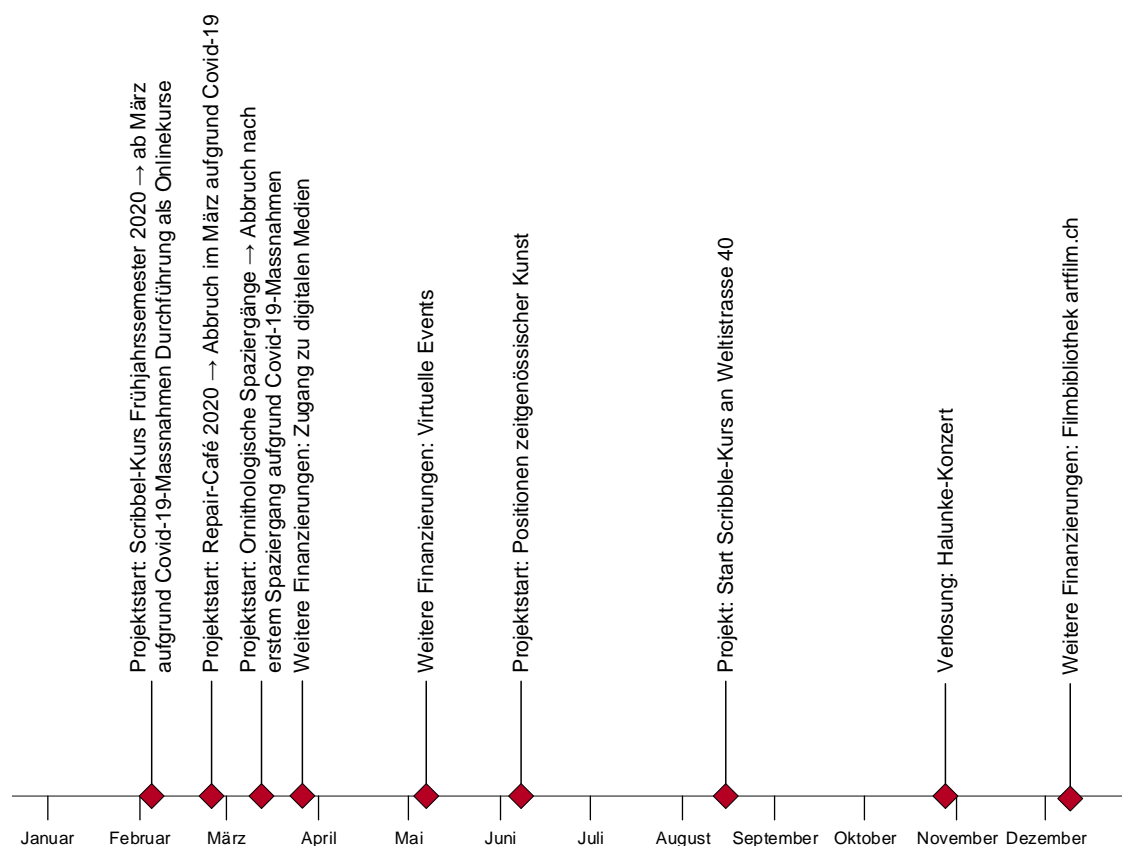 Projektstart: Scribbel-Kurs Frühjahrssemester 2020 → ab März
aufgrund Covid-19-Massnahmen Durchführung als Onlinekurse
Projektstart: Repair-Café 2020 → Abbruch im März aufgrund Covid-19
Projektstart: Ornithologische Spaziergänge → Abbruch nach
erstem Spaziergang aufgrund Covid-19-Massnahmen
Weitere Finanzierungen: Zugang zu digitalen Medien
Weitere Finanzierungen: Virtuelle Events
Projektstart: Positionen zeitgenössischer Kunst
Projekt: Start Scribble-Kurs an Weltistrasse 40
Verlosung: Halunke-Konzert
Weitere Finanzierungen: Filmbibliothek artfilm.ch
Januar Februar März April Mai Juni Juli August September Oktober November Dezember